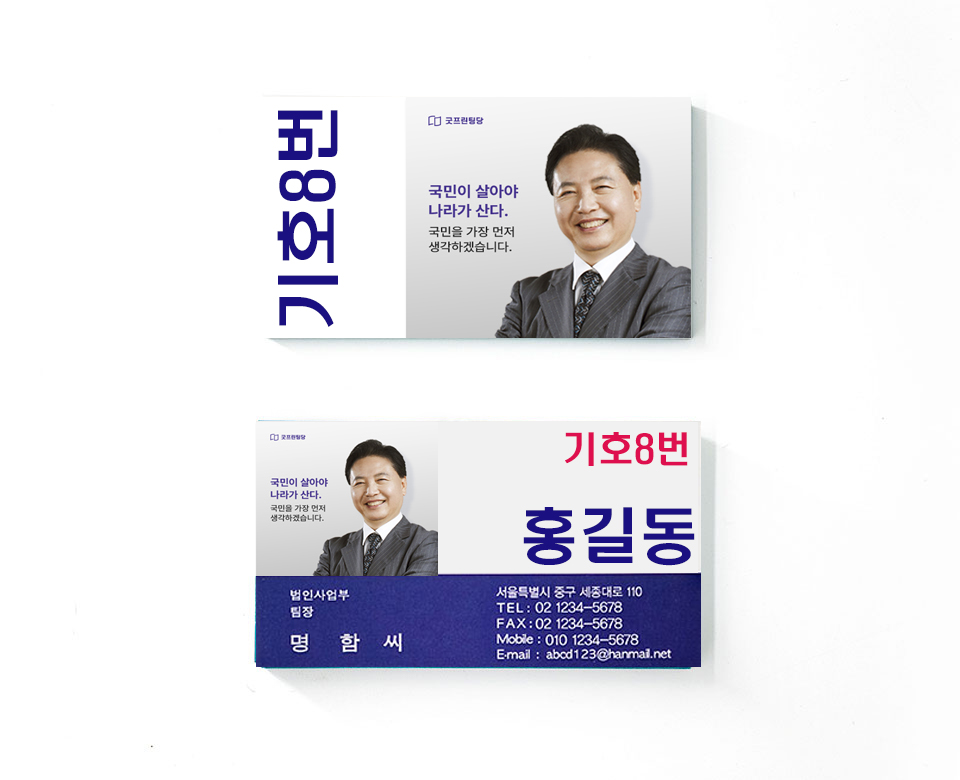 기호8번
굿프린팅당
국민이 살아야
나라가 산다.
국민을 가장 먼저
생각하겠습니다.
굿프린팅당
국민이 살아야
나라가 산다.
국민을 가장 먼저
생각하겠습니다.
기호8번
홍길동
법인사업부
팀장
명 함 씨
서울특별시 중구 세종대로 110
TEL : 02 1234-5678
FAX : 02 1234-5678
Mobile : 010 1234-5678
E-mail : abcd123@hanmail.net